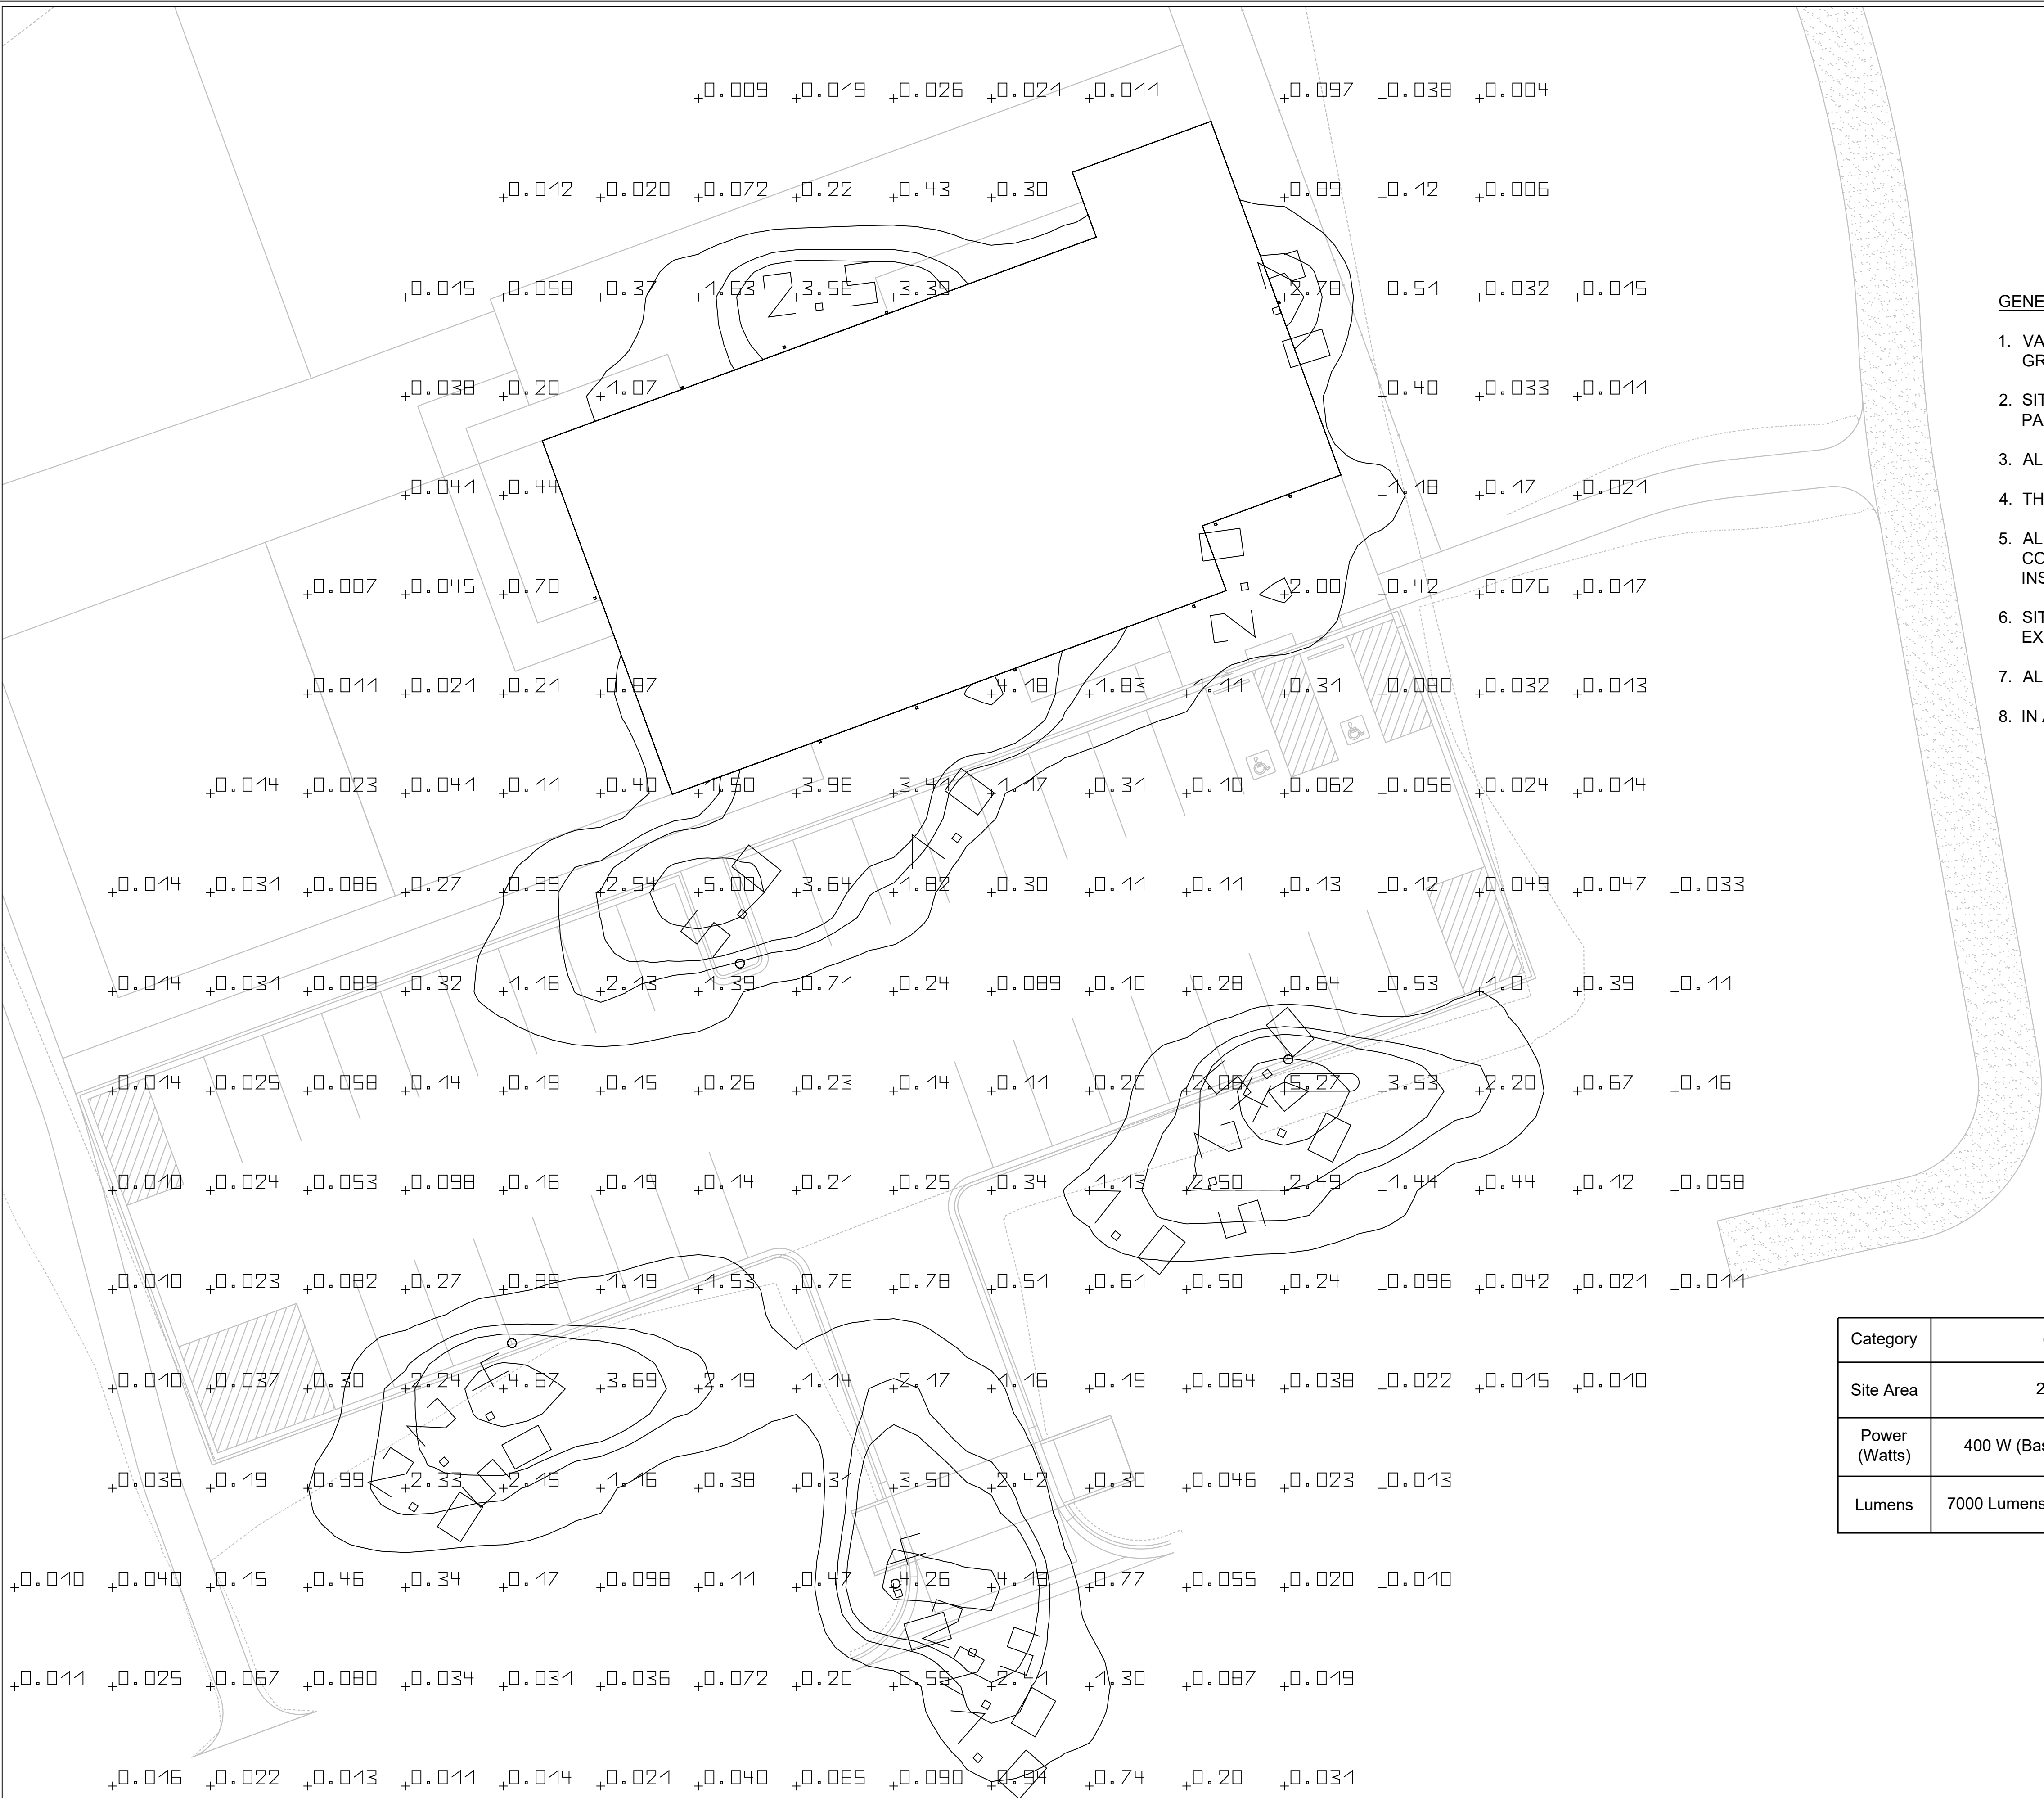 0.009 0.019 0.026 0.021 0.011 0.097 0.038 0.004
0.012 0.020 0.072 0.22 0.43 0.30 0.89 0.12 0.006
0.015 0.058 0.37 1.63 3.56 3.39 2.78 0.51 0.032 0.015
2.5
GENE
1. VA
GR
0.038 0.20 1.07 0.40 0.033 0.011
2. SIT
PA
3. AL
0.041 0.44 1.18 0.17 0.021
4. TH
5. AL
CO
INS
0.007 0.045 0.70 2.08 0.42 0.076 0.017
6. SIT
EX
0.011 0.021 0.21 0.87 4.18 1.83 1.11 0.31 0.080 0.032 0.013
7. AL
8. IN
0.014 0.023 0.041 0.11 0.40 1.50 3.96 3.41 1.17 0.31 0.10 0.062 0.056 0.024 0.014
0.014 0.031 0.086 0.27 0.99 2.54 5.00 3.64 1.82 0.30 0.11 0.11 0.13 0.12 0.049 0.047 0.033
0.014 0.031 0.089 0.32 1.16 2.13 1.39 0.71 0.24 0.089 0.10 0.28 0.64 0.53 1.0 0.39 0.11
0.014 0.025 0.058 0.14 0.19 0.15 0.26 0.23 0.14 0.11 0.20 2.06 5.27 3.53 2.20 0.67 0.16
0.010 0.024 0.053 0.098 0.16 0.19 0.14 0.21 0.25 0.34 1.13 2.50 2.49 1.44 0.44 0.12 0.058
0.010 0.023 0.082 0.27 0.88 1.19 1.53 0.76 0.78 0.51 0.61 0.50 0.24 0.096 0.042 0.021 0.011
0.010 0.037 0.30 2.24 4.67 3.69 2.19 1.14 2.17 1.16 0.19 0.064 0.038 0.022 0.015 0.010
0.036 0.19 0.99 2.33 2.15 1.16 0.38 0.31 3.50 2.42 0.30 0.046 0.023 0.013
0.010 0.040 0.15 0.46 0.34 0.17 0.098 0.11 0.47 4.26 4.19 0.77 0.055 0.020 0.010
0.011 0.025 0.067 0.080 0.034 0.031 0.036 0.072 0.20 0.55 2.41 1.30 0.087 0.019
0.016 0.022 0.013 0.011 0.014 0.021 0.040 0.065 0.090 0.94 0.74 0.20 0.031
Category
Site Area 2
Power
(Watts) 400 W (Bas
Lumens 7000 Lumens